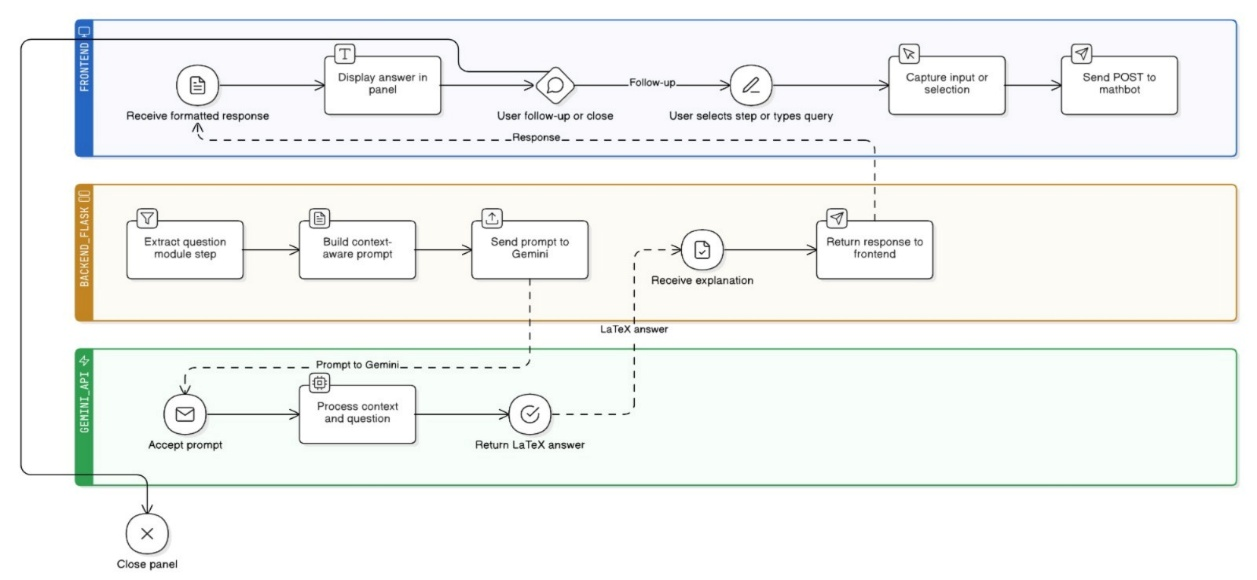 FRONTEND
T
Display answer in
panel
Capture input or
selection
Send POST to
mathbot
Follow-up
Receive formatted response
User follow-up or close
User selects step or types query
Response
BACKEND_FLASK
Extract question
module step
Build context-
aware prompt
Send prompt to
Gemini
Return response to
frontend
Receive explanation
LaTeX answer
GEMINI_API
Prompt to Gemini
Process context
and question
Accept prompt
Return LaTeX answer
Close panel